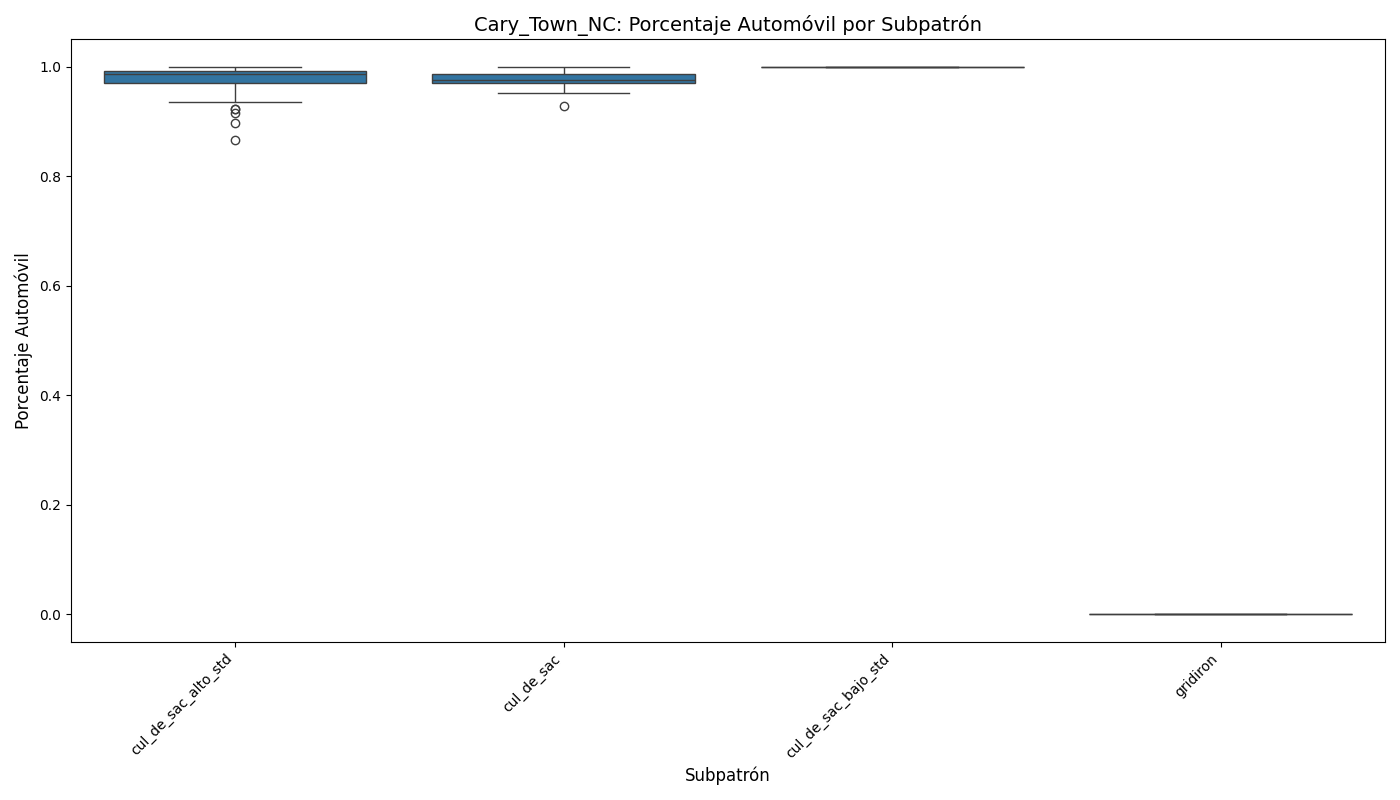 Cary_Town_NC: Porcentaje Automóvil por Subpatrón
Porcentaje Automóvil
1.0
0.8
0.6
0.4
0.2
0.0
cul_de_sac_alto_std
cul_de_sac
cul_de_sac_bajo_std
gridiron
Subpatrón